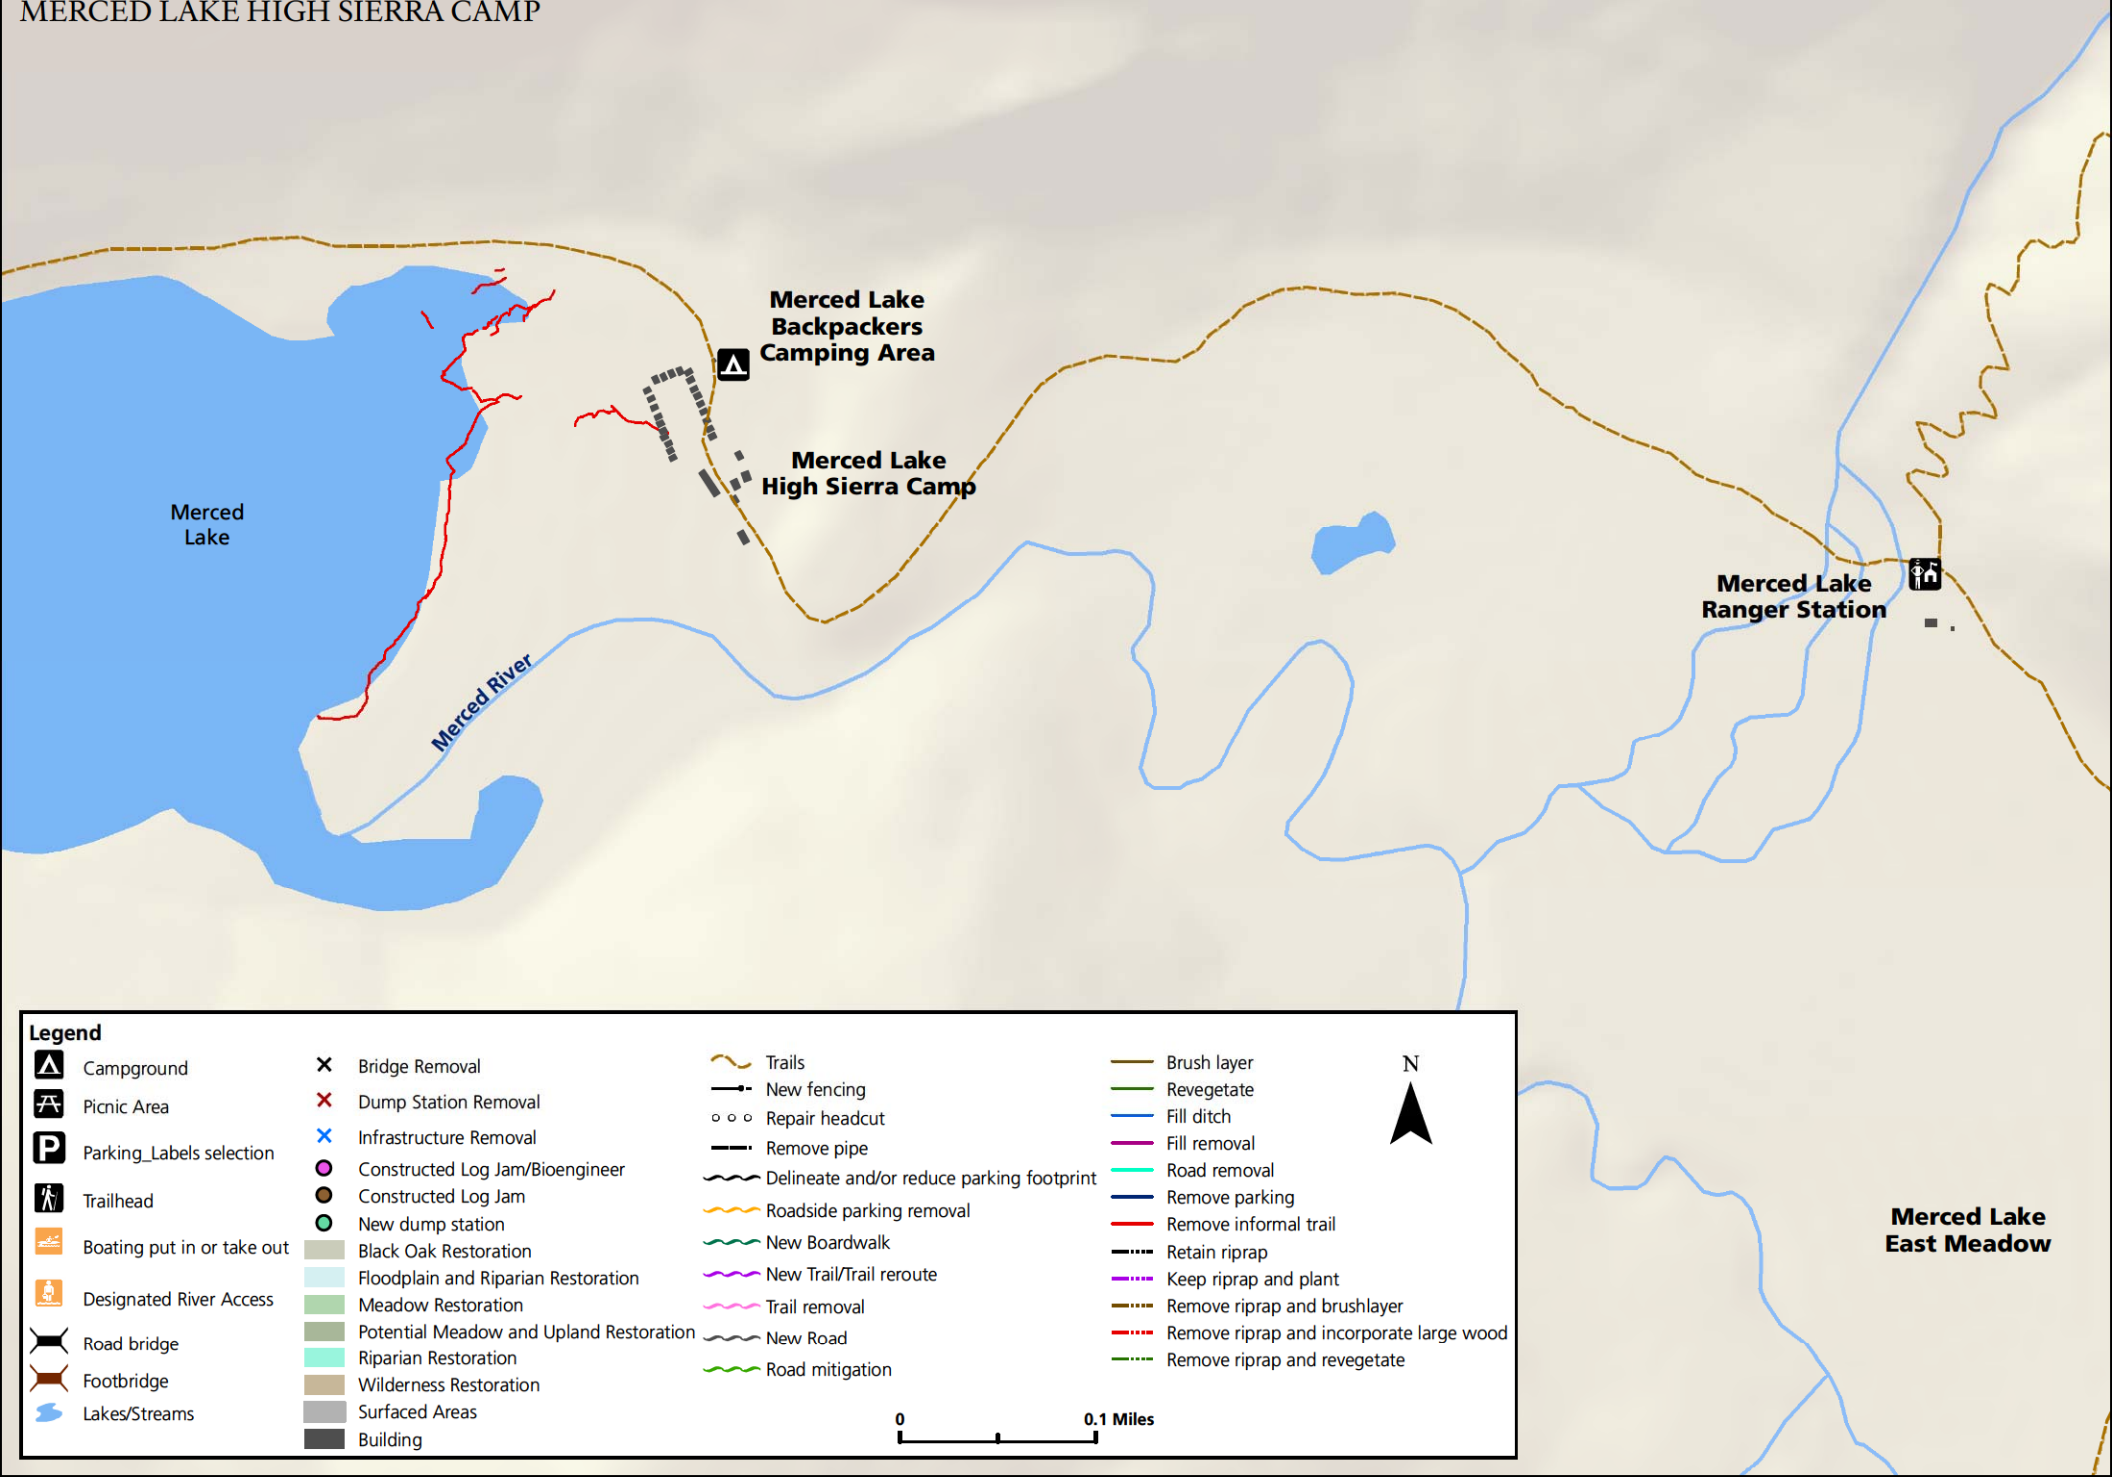 MERCED LAKE HIGH SIERRA CAMP
Merced Lake
Backpackers
Camping Area
Merced Lake
High Sierra Camp
Merced
Lake
Merced River
Merced Lake
Ranger Station
Merced Lake
East Meadow
Legend
Campground
Picnic Area
P
Parking_Labels selection
Trailhead
Boating put in or take out
Designated River Access
Road bridge
Footbridge
Lakes/Streams
Bridge Removal
Dump Station Removal
Infrastructure Removal
Constructed Log Jam/Bioengineer
Constructed Log Jam
New dump station
Black Oak Restoration
Floodplain and Riparian Restoration
Meadow Restoration
Potential Meadow and Upland Restoration
Riparian Restoration
Wilderness Restoration
Surfaced Areas
Building
Trails
New fencing
Repair headcut
Remove pipe
Delineate and/or reduce parking footprint
Roadside parking removal
New Boardwalk
New Trail/Trail reroute
Trail removal
New Road
Road mitigation
Brush layer
Revegetate
Fill ditch
Fill removal
Road removal
Remove parking
Remove informal trail
Retain riprap
Keep riprap and plant
Remove riprap and brushlayer
Remove riprap and incorporate large wood
Remove riprap and revegetate
N
0 0.1 Miles